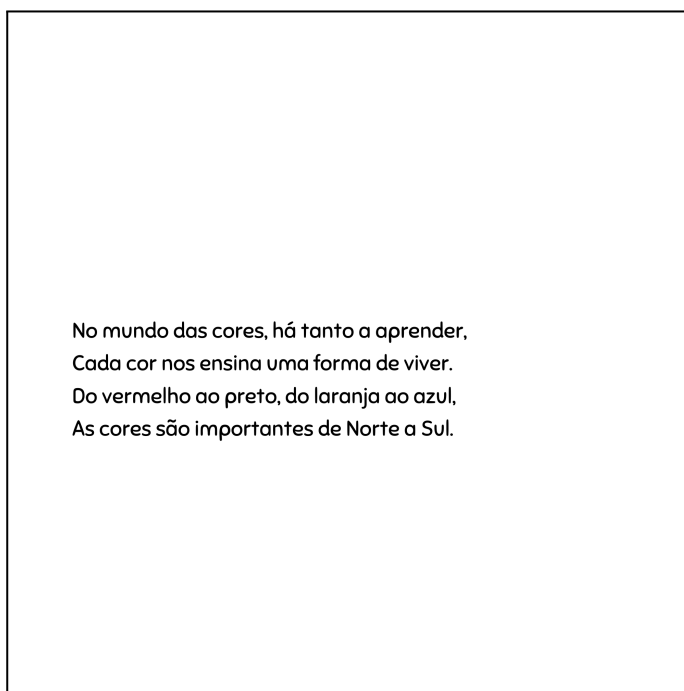 No mundo das cores, há tanto a aprender,
Cada cor nos ensina uma forma de viver.
Do vermelho ao preto, do laranja ao azul,
As cores são importantes de Norte a Sul.